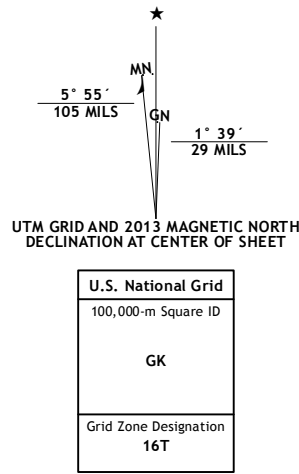 ★
MN.
5° 55´
105 MILS
GN
1° 39´
29 MILS
UTM GRID AND 2013 MAGNETIC NORTH
DECLINATION AT CENTER OF SHEET
U.S. National Grid
100,000-m Square ID
GK
Grid Zone Designation
16T